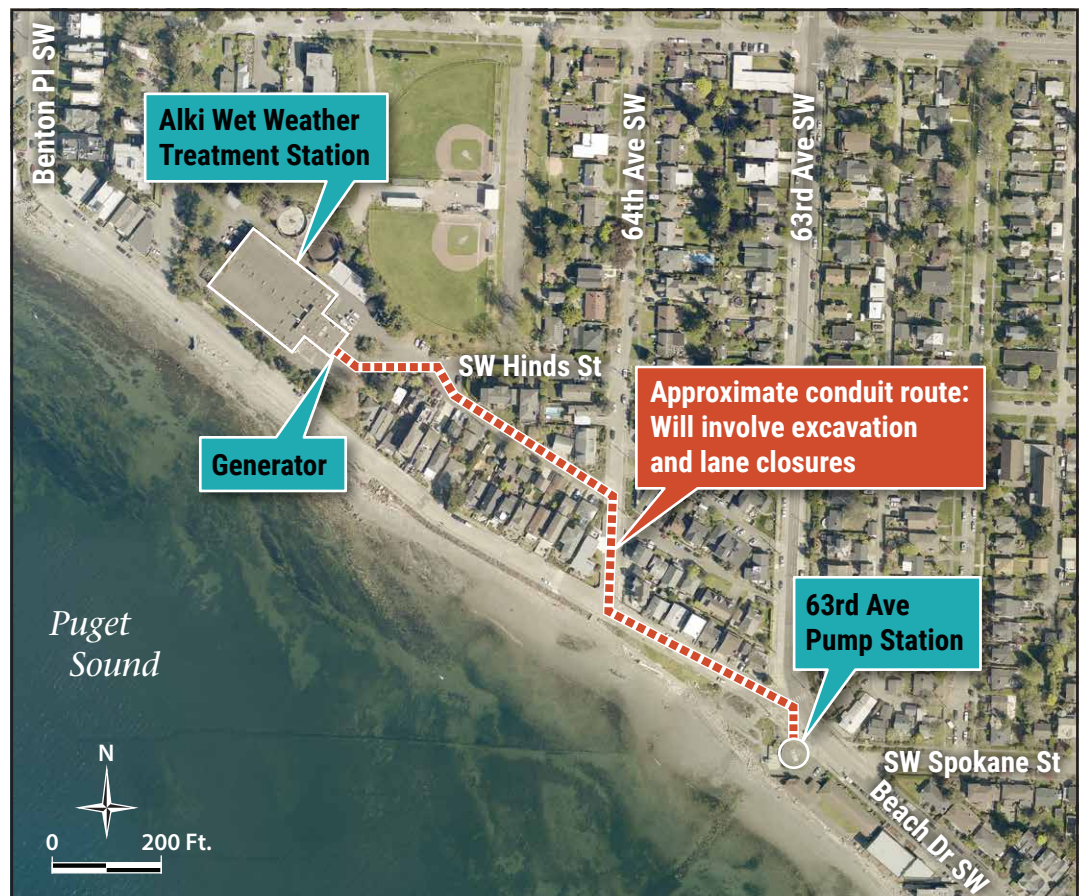 Benton Pl SW
Alki Wet Weather
Treatment Station
64th Ave SW
63rd Ave SW
SW Hinds St
Approximate conduit route:
Will involve excavation
and lane closures
Generator
63rd Ave
Pump Station
Puget
Sound
N
0 200 Ft.
SW Spokane St
Beach Dr SW